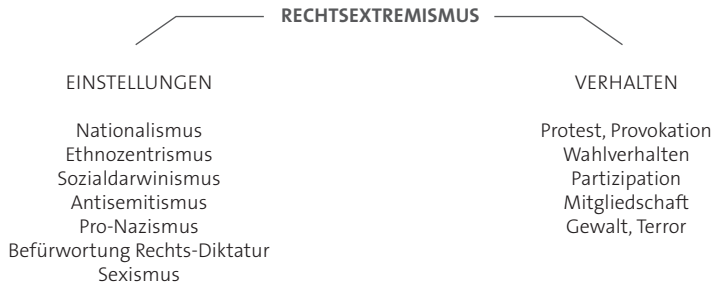 RECHTSEXTREMISMUS
EINSTELLUNGEN
Nationalismus
Ethnozentrismus
Sozialdarwinismus
Antisemitismus
Pro-Nazismus
Befürwortung Rechts-Diktatur
Sexismus
VERHALTEN
Protest, Provokation
Wahlverhalten
Partizipation
Mitgliedschaft
Gewalt, Terror